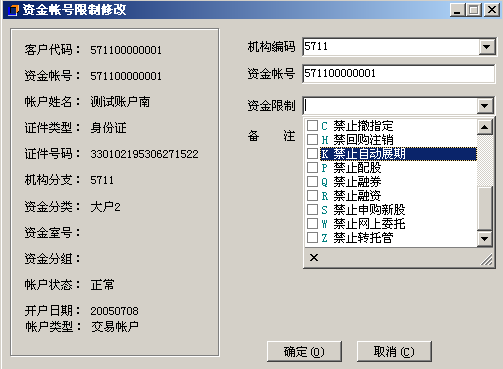 资金帐号限制修改
客户代码： 571100000001
资金帐号： 571100000001
帐户姓名： 测试账户南
证件类型： 身份证
证件号码： 330102195306271522
机构分支： 5711
资金分类： 大户2
资金室号：
资金分组：
帐户状态： 正常
开户日期： 20050708
帐户类型： 交易帐户
机构编码 5711
资金帐号 571100000001
资金限制
备 注
C 禁止撤指定
H 禁回购注销
K 禁止自动展期
P 禁止配股
Q 禁止融券
R 禁止融资
S 禁止申购新股
W 禁止网上委托
Z 禁止转托管
确定(O)
取消(C)